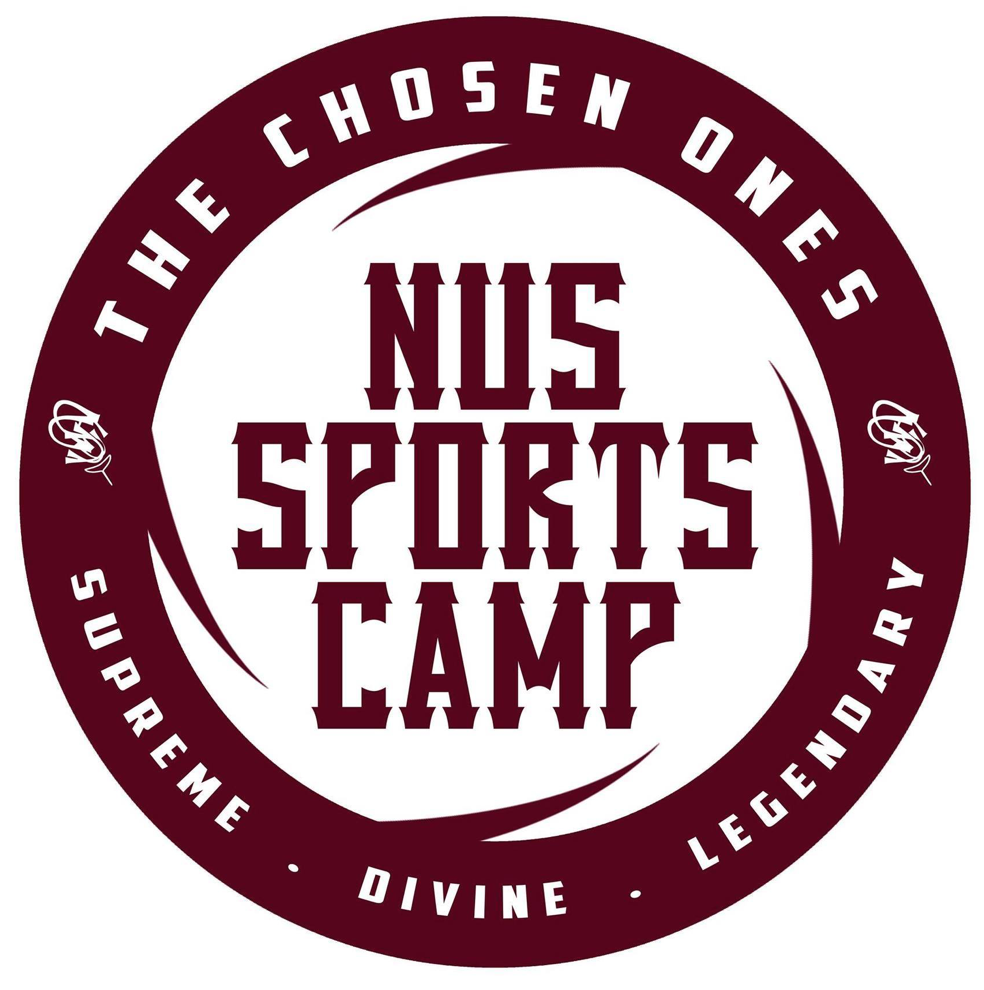 THE CHOSEN ONES
NUS
SPORTS
CAMP
SUPREME · DIVINE · LEGENDARY